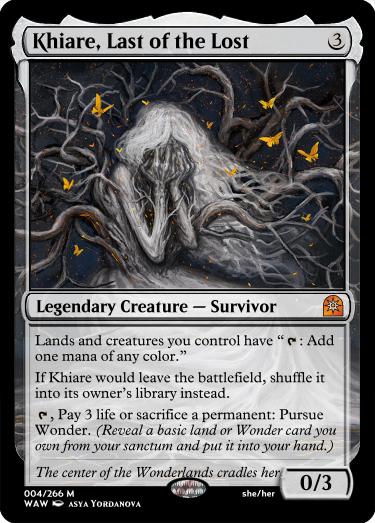 Khiare, Last of the Lost 3
Legendary Creature — Survivor
Lands and creatures you control have “: Add
one mana of any color.”
If Khiare would leave the battlefield, shuffle it
into its owner's library instead.
, Pay 3 life or sacrifice a permanent: Pursue
Wonder. (Reveal a basic land or Wonder card you
own from your sanctum and put it into your hand.)
The center of the Wonderlands cradles her
0/3
004/266 M
she/her
WAW ASYA YORDANOVA